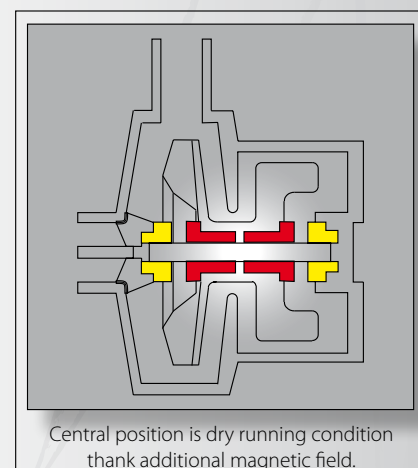 Central position is dry running condition
thank additional magnetic field.